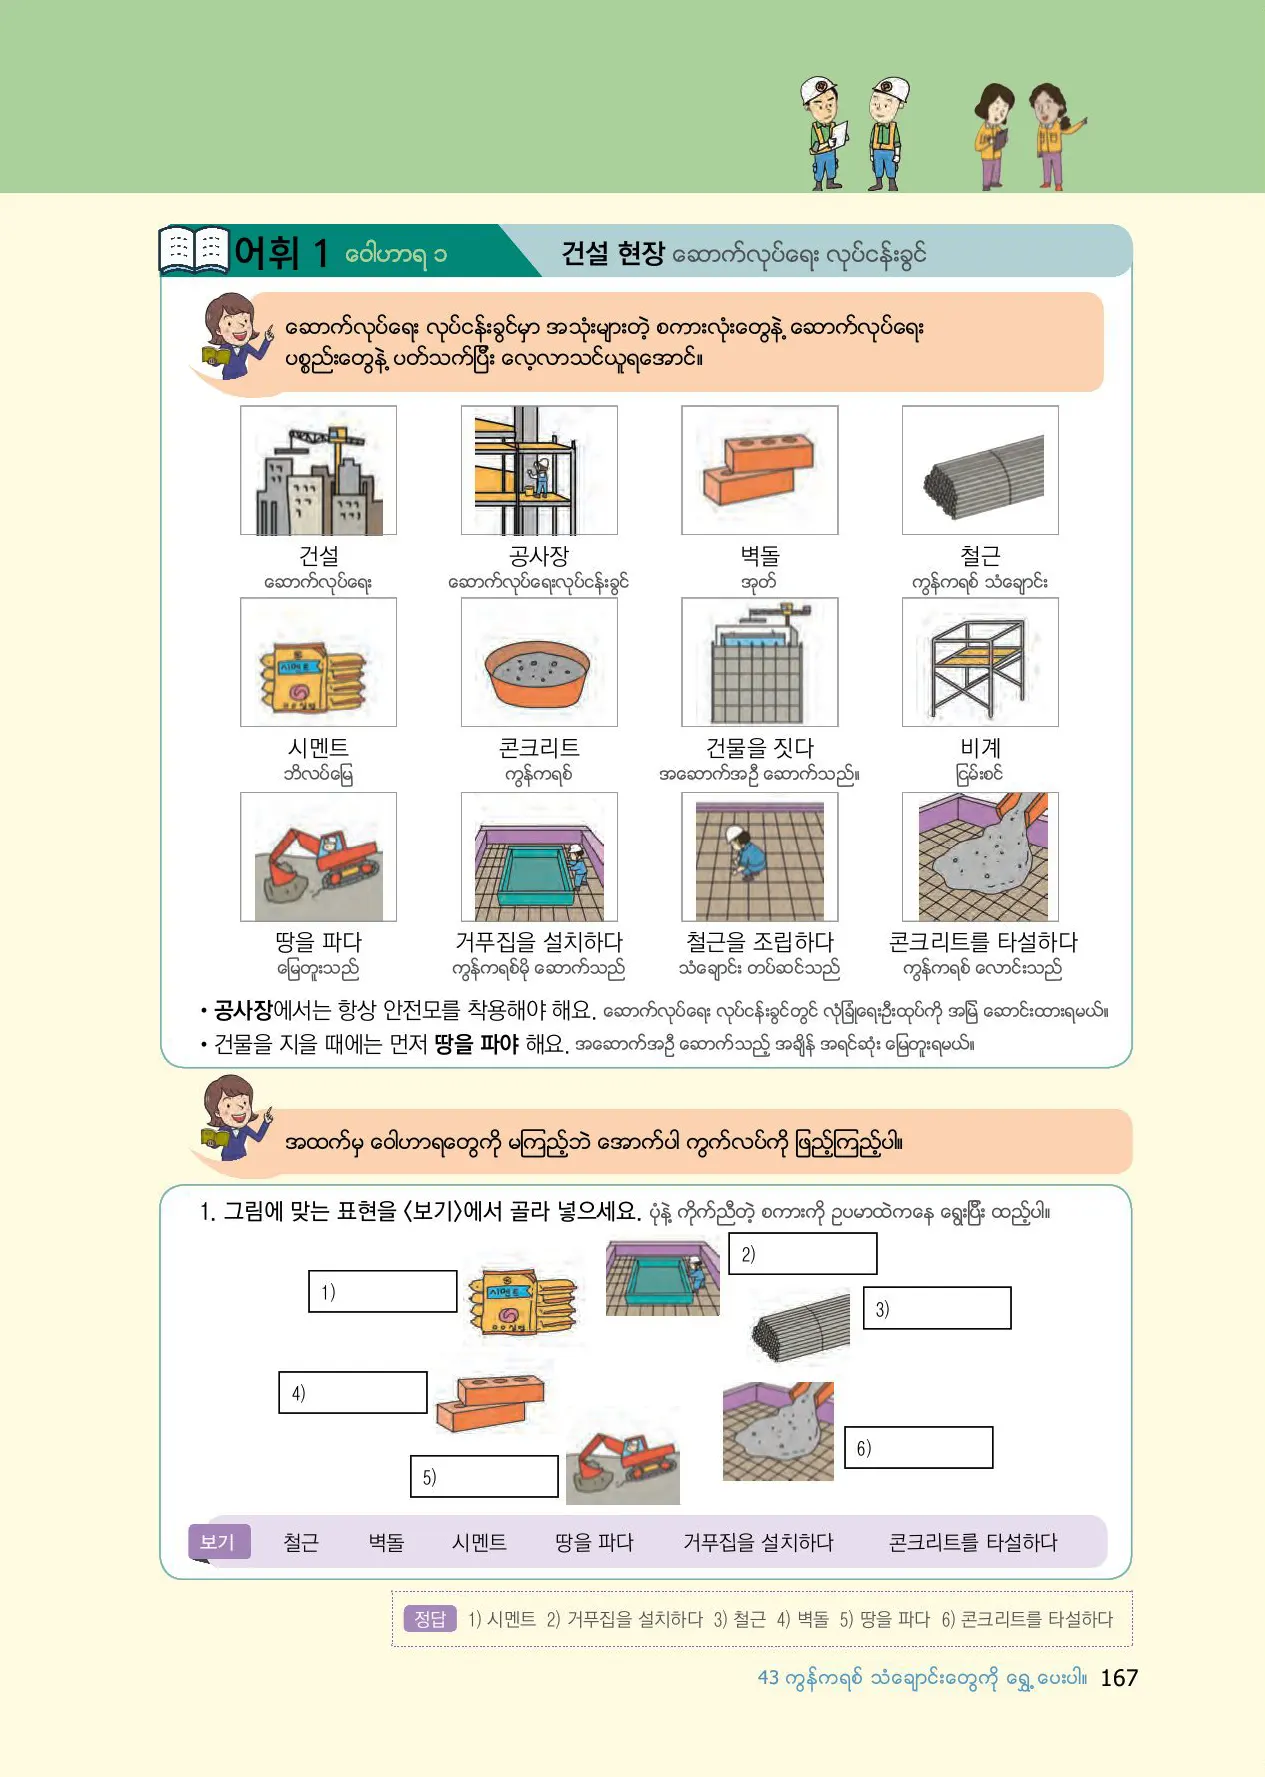 어휘 1 ဝေါဟာရ ၁
건설 현장 ဆောက်လုပ်ရေး လုပ်ငန်းခွင်
ဆောက်လုပ်ရေး လုပ်ငန်းခွင်မှာ အသုံးများတဲ့ စကားလုံးတွေနဲ့ ဆောက်လုပ်ရေး
ပစ္စည်းတွေနဲ့ ပတ်သက်ပြီး လေ့လာသင်ယူရအောင်။
건설 공사장 벽돌 철근
ဆောက်လုပ်ရေး ဆောက်လုပ်ရေးလုပ်ငန်းခွင် အုတ် ကွန်ကရစ် သံချောင်း
시멘트
시멘트 콘크리트 건물을 짓다 비계
ဘိလပ်မြေ ကွန်ကရစ် အဆောက်အဦ ဆောက်သည်။ ငြမ်းစင်
땅을 파다 거푸집을 설치하다 철근을 조립하다 콘크리트를 타설하다
မြေတူးသည် ကွန်ကရစ်မို ဆောက်သည် သံချောင်း တပ်ဆင်သည် ကွန်ကရစ် လောင်းသည်
• 공사장에서는 항상 안전모를 착용해야 해요. ဆောက်လုပ်ရေး လုပ်ငန်းခွင်တွင် လုံခြုံရေးဦးထုပ်ကို အမြဲ ဆောင်းထားရမယ်။
• 건물을 지을 때에는 먼저 땅을 파야 해요. အဆောက်အဦ ဆောက်သည့် အချိန် အရင်ဆုံး မြေတူးရမယ်။
အထက်မှ ဝေါဟာရတွေကို မကြည့်ဘဲ အောက်ပါ ကွက်လပ်ကို ဖြည့်ကြည့်ပါ။
1. 그림에 맞는 표현을 〈보기〉에서 골라 넣으세요. ပုံနဲ့ ကိုက်ညီတဲ့ စကားကို ဥပမာထဲကနေ ရွေးပြီး ထည့်ပါ။
2)
1)
시멘트
3)
4)
6)
5)
보기 철근 벽돌 시멘트 땅을 파다 거푸집을 설치하다 콘크리트를 타설하다
정답 1) 시멘트 2) 거푸집을 설치하다 3) 철근 4) 벽돌 5) 땅을 파다 6) 콘크리트를 타설하다
43 ကွန်ကရစ် သံချောင်းတွေကို ရွှေ့ပေးပါ။ 167